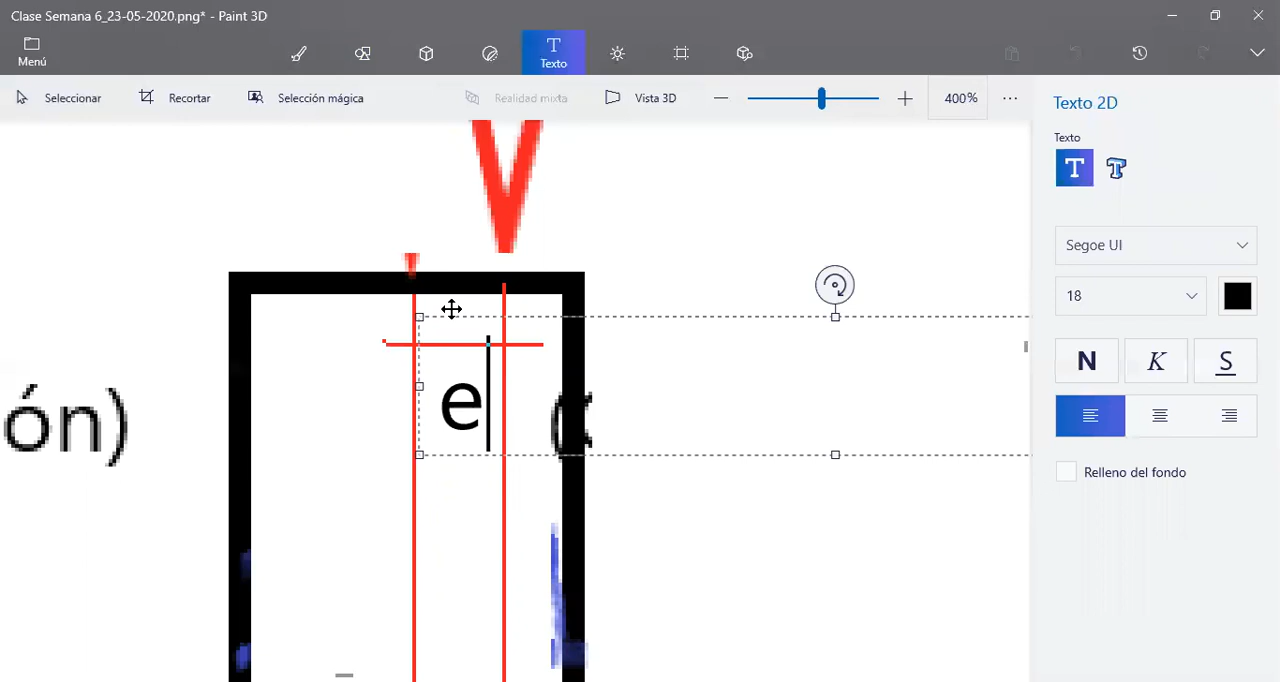 Clase Semana 6_23-05-2020.png* - Paint 3D
Menú
Texto
Seleccionar
Recortar
Selección mágica
Realidad mixta
Vista 3D
400%
Texto 2D
Texto
T
T
Segoe UI
18
N K S
Relleno del fondo
ón)
e